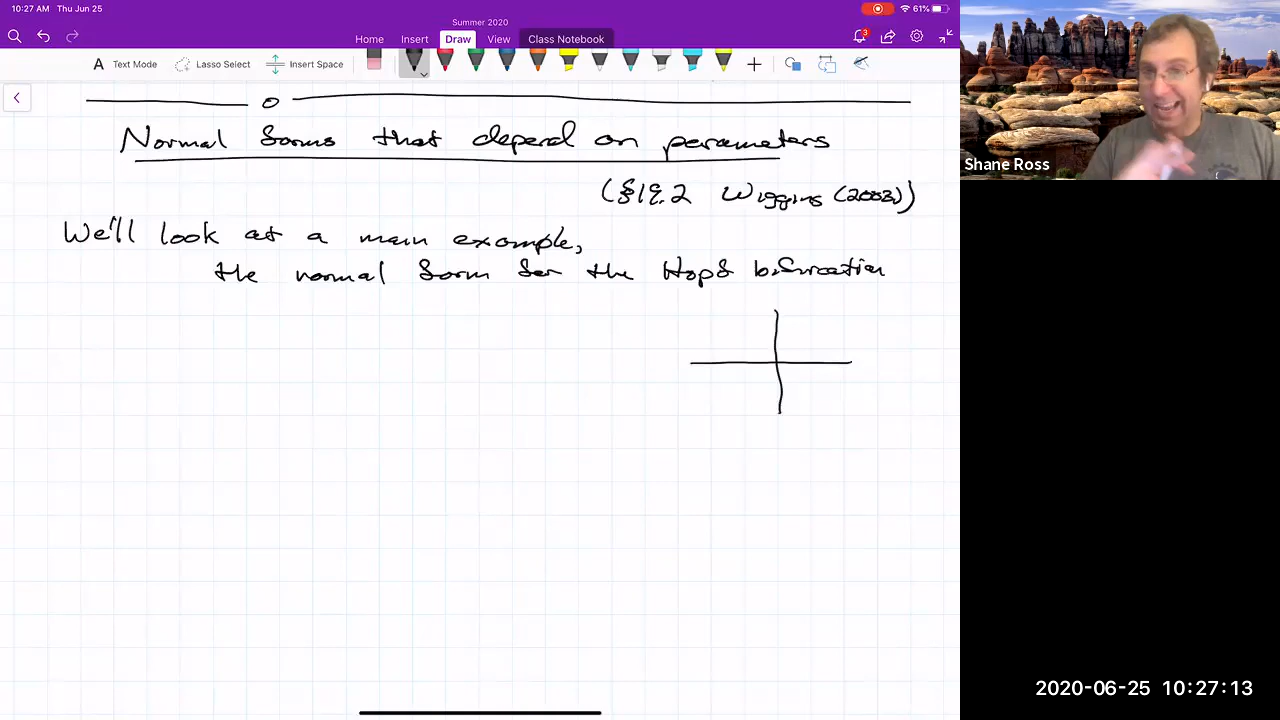 10:27 AM Thu Jun 25
61%
Summer 2020
Home Insert Draw View Class Notebook
3
A Text Mode Lasso Select Insert Space
Normal forms that depend on parameters
(§19.2 Wiggins (2003))
We'll look at a main example,
the normal form for the Hopf bifurcation
Shane Ross
2020-06-25 10:27:13